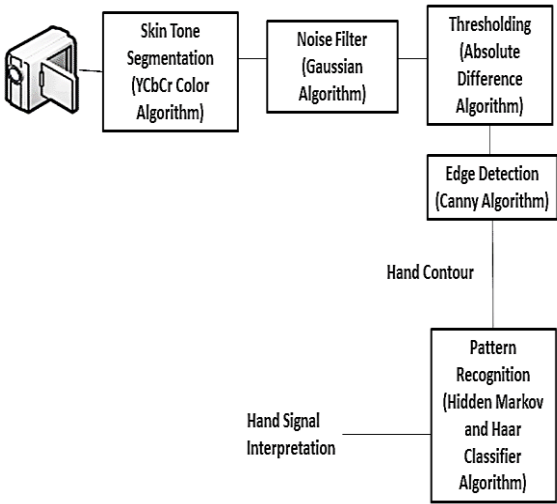 Skin Tone
Segmentation
(YCbCr Color
Algorithm)
Noise Filter
(Gaussian
Algorithm)
Thresholding
(Absolute
Difference
Algorithm)
Edge Detection
(Canny Algorithm)
Hand Contour
Pattern
Recognition
(Hidden Markov
and Haar
Classifier
Algorithm)
Hand Signal
Interpretation